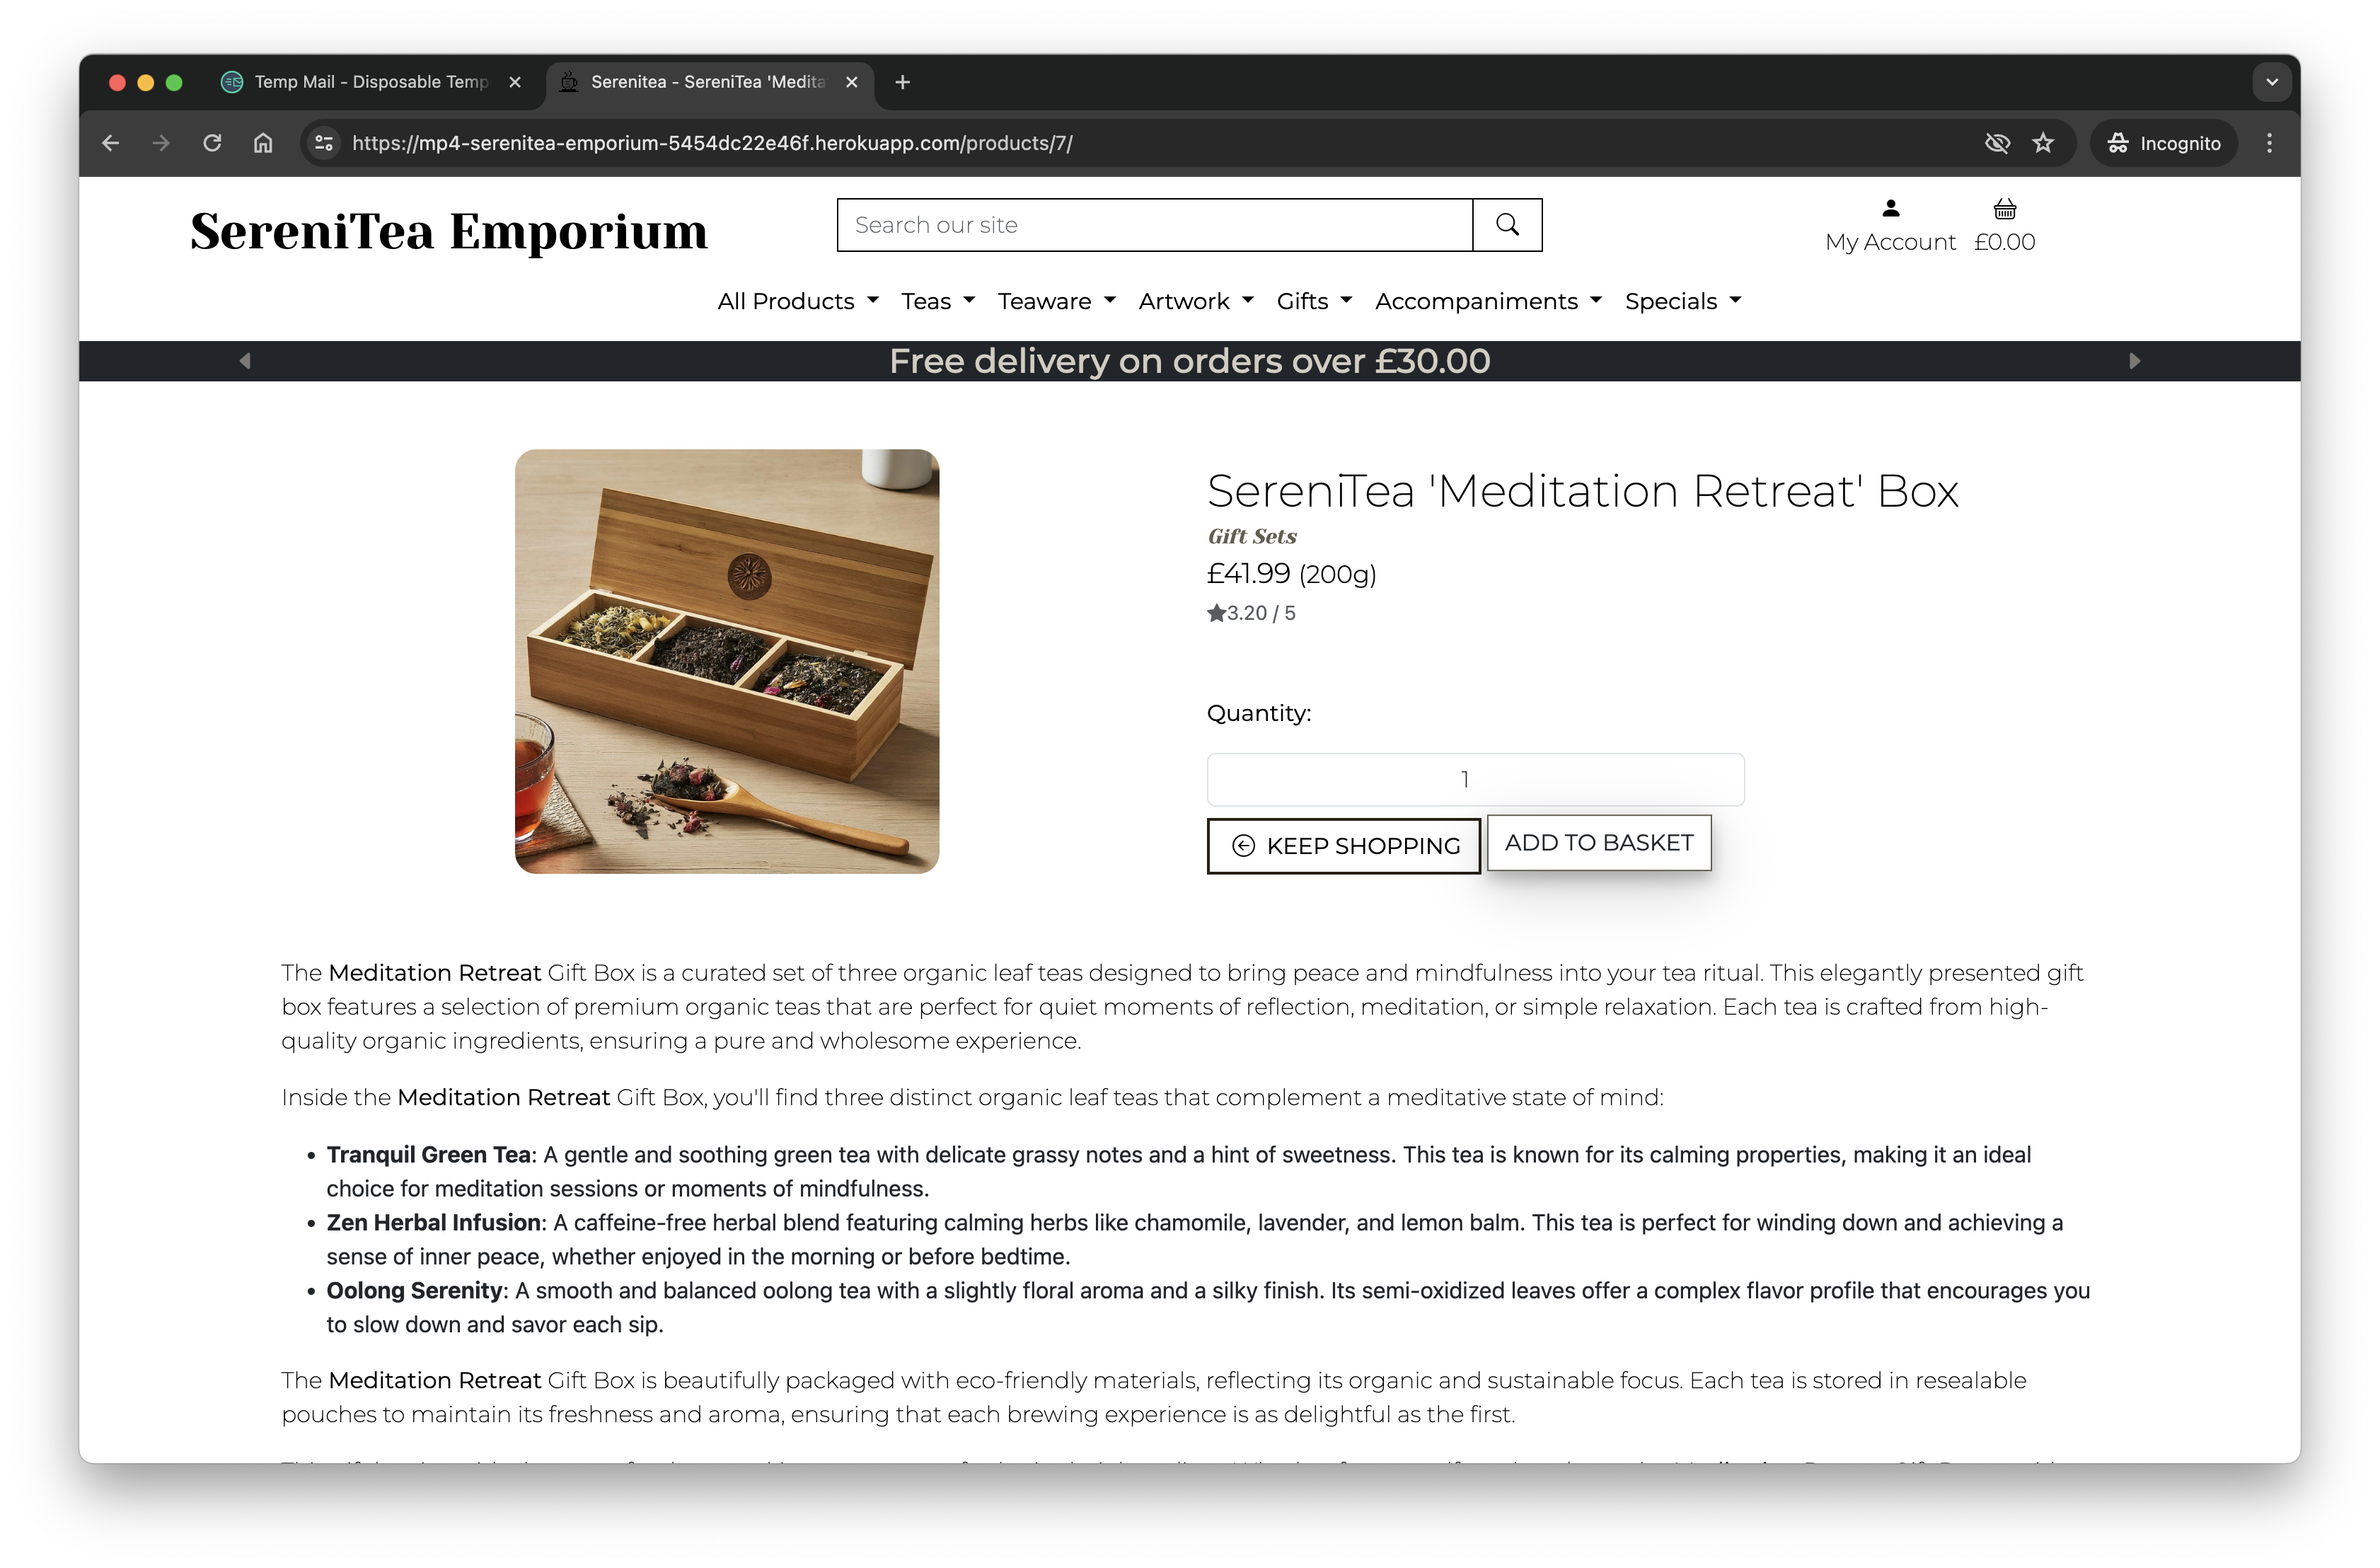 Temp Mail - Disposable Temp
Serenitea - SereniTea 'Medita
https://mp4-serenitea-emporium-5454dc22e46f.herokuapp.com/products/7/
Incognito
SereniTea Emporium
Search our site
My Account
£0.00
All Products
Teas
Teaware
Artwork
Gifts
Accompaniments
Specials
Free delivery on orders over £30.00
SereniTea 'Meditation Retreat' Box
Gift Sets
£41.99 (200g)
3.20 / 5
Quantity:
1
KEEP SHOPPING
ADD TO BASKET
The Meditation Retreat Gift Box is a curated set of three organic leaf teas designed to bring peace and mindfulness into your tea ritual. This elegantly presented gift
box features a selection of premium organic teas that are perfect for quiet moments of reflection, meditation, or simple relaxation. Each tea is crafted from high-
quality organic ingredients, ensuring a pure and wholesome experience.
Inside the Meditation Retreat Gift Box, you'll find three distinct organic leaf teas that complement a meditative state of mind:
• Tranquil Green Tea: A gentle and soothing green tea with delicate grassy notes and a hint of sweetness. This tea is known for its calming properties, making it an ideal
choice for meditation sessions or moments of mindfulness.
• Zen Herbal Infusion: A caffeine-free herbal blend featuring calming herbs like chamomile, lavender, and lemon balm. This tea is perfect for winding down and achieving a
sense of inner peace, whether enjoyed in the morning or before bedtime.
• Oolong Serenity: A smooth and balanced oolong tea with a slightly floral aroma and a silky finish. Its semi-oxidized leaves offer a complex flavor profile that encourages you
to slow down and savor each sip.
The Meditation Retreat Gift Box is beautifully packaged with eco-friendly materials, reflecting its organic and sustainable focus. Each tea is stored in resealable
pouches to maintain its freshness and aroma, ensuring that each brewing experience is as delightful as the first.